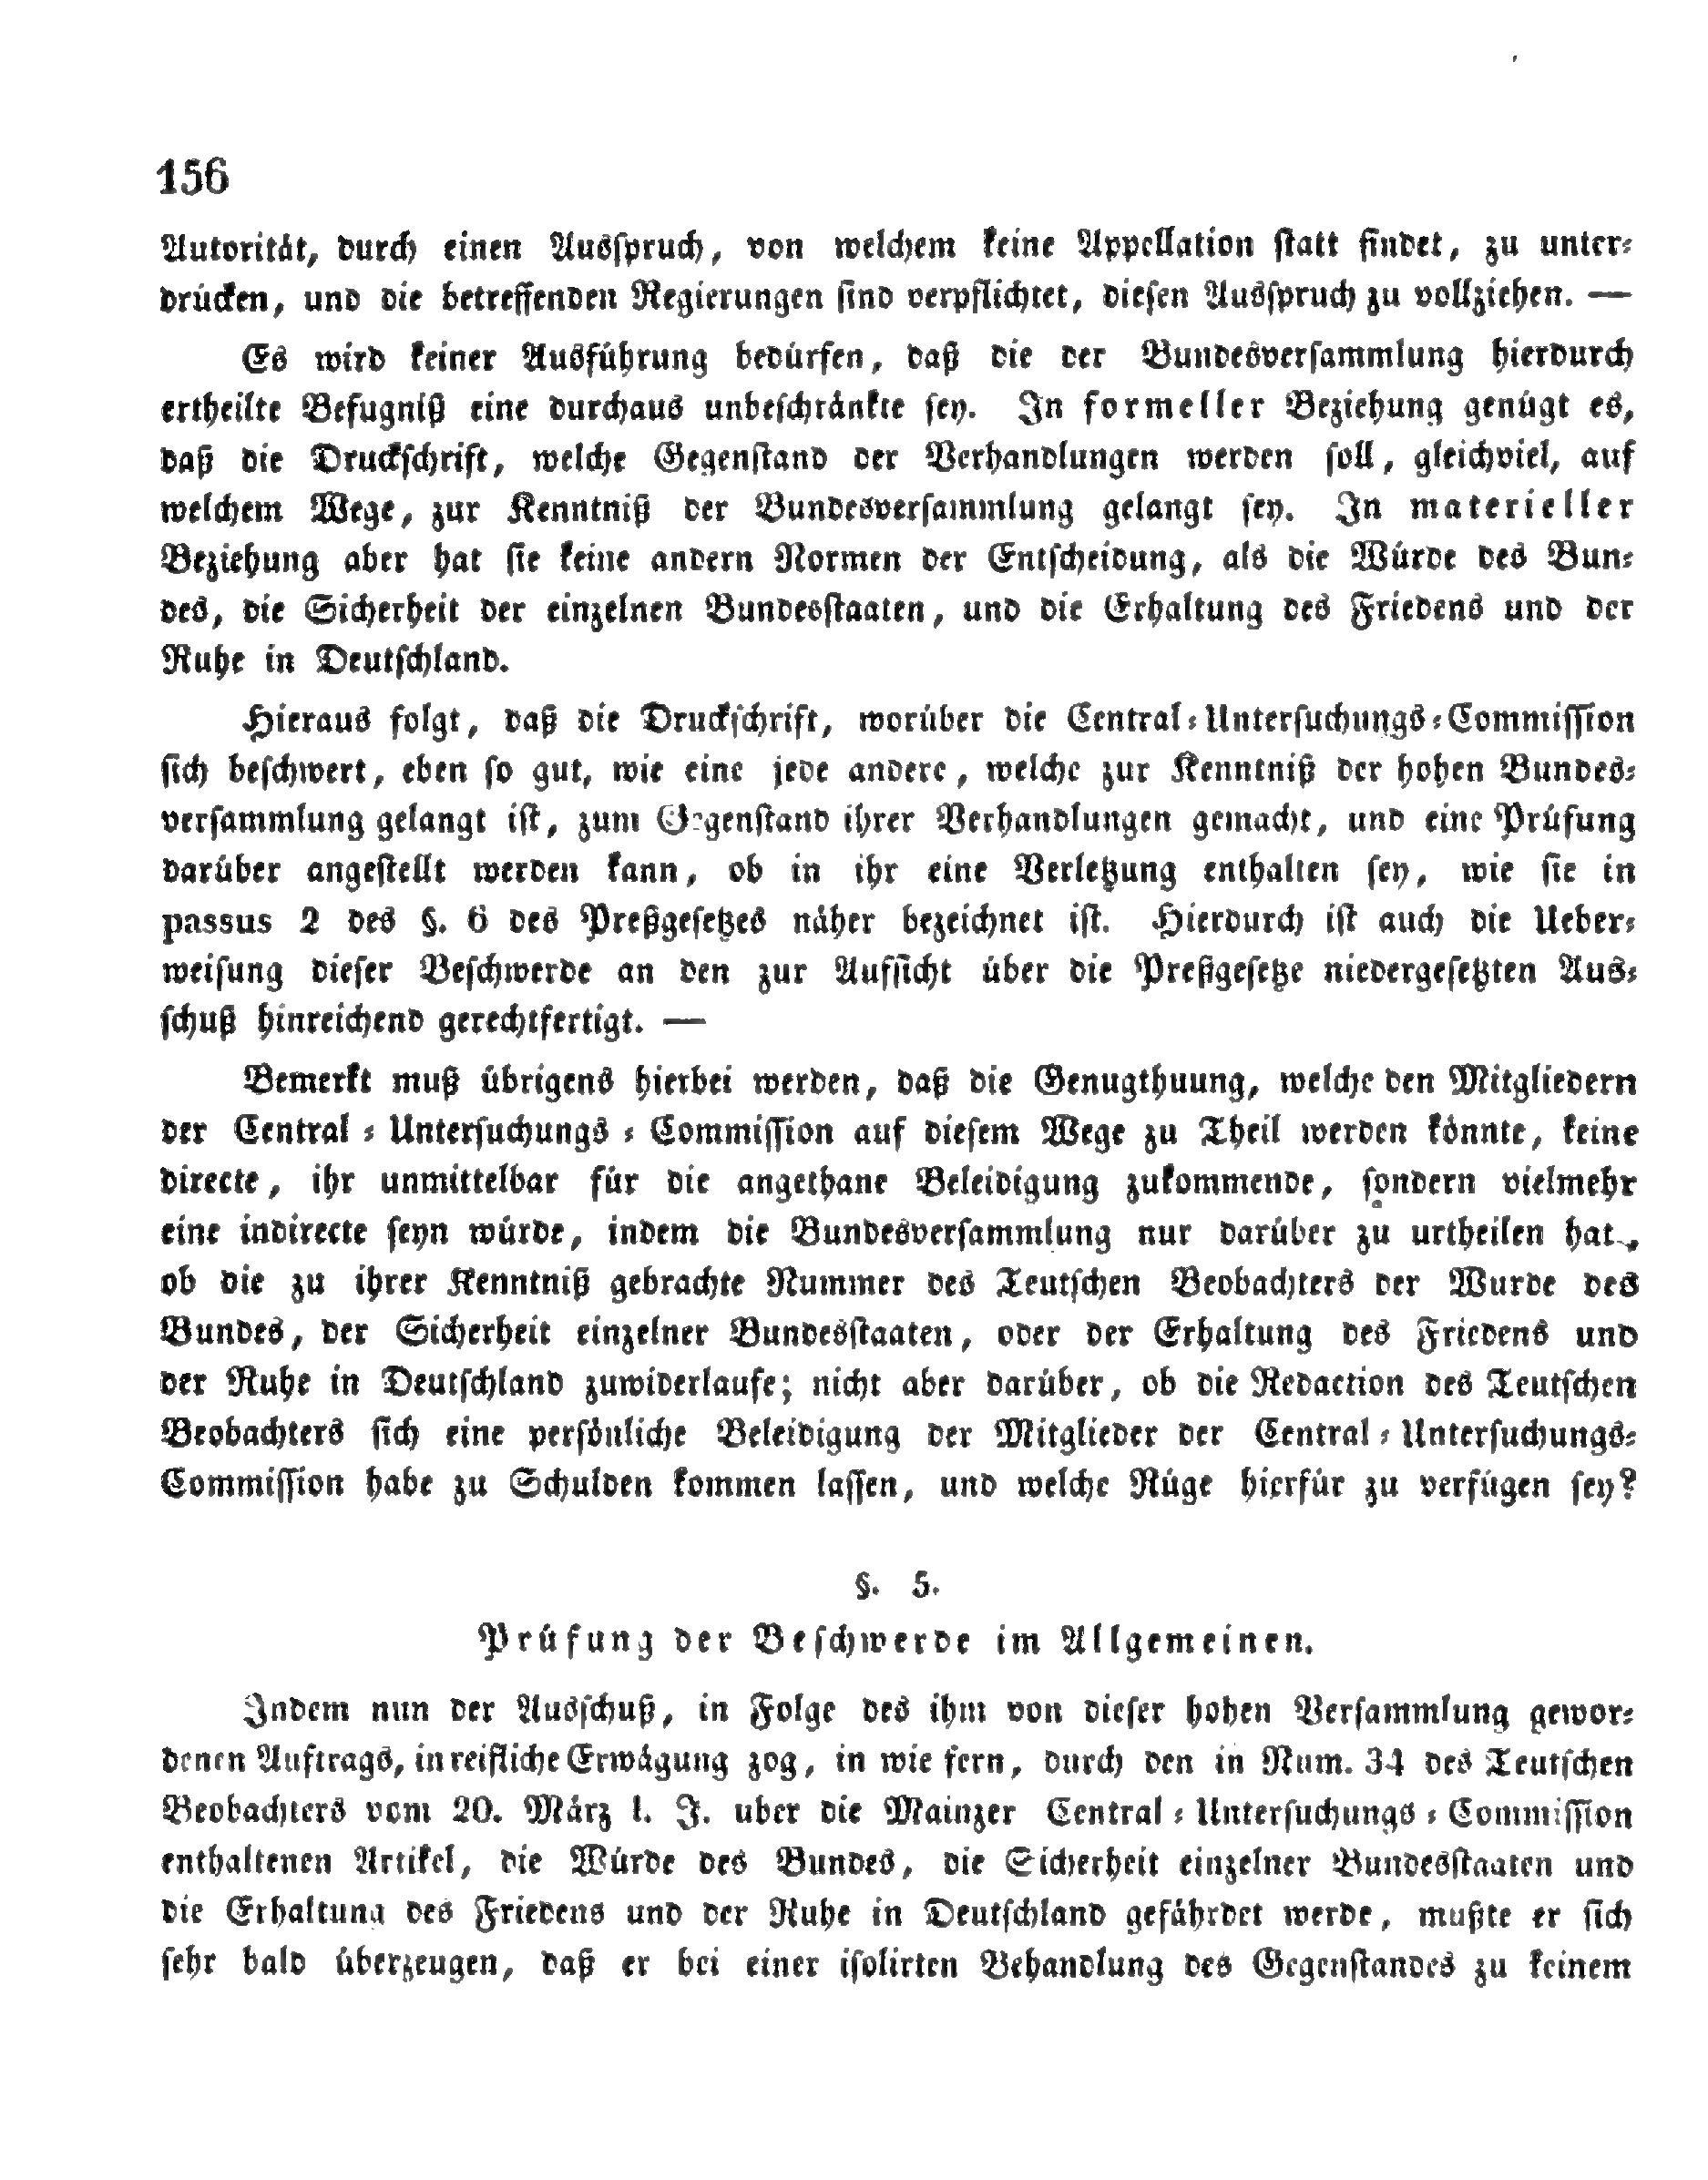 156
Autorität, durch einen Ausspruch, von welchem keine Appellation statt findet, zu unter-
drücken, und die betreffenden Regierungen sind verpflichtet, diesen Ausspruch zu vollziehen. —
Es wird keiner Ausführung bedürfen, daß die der Bundesversammlung hierdurch
ertheilte Befugniß eine durchaus unbeschränkte sey. In formeller Beziehung genügt es,
daß die Druckschrift, welche Gegenstand der Verhandlungen werden soll, gleichviel, auf
welchem Wege, zur Kenntniß der Bundesversammlung gelangt sey. In materieller
Beziehung aber hat sie keine andern Normen der Entscheidung, als die Würde des Bun-
des, die Sicherheit der einzelnen Bundesstaaten, und die Erhaltung des Friedens und der
Ruhe in Deutschland.
Hieraus folgt, daß die Druckschrift, worüber die Central-Untersuchungs-Commission
sich beschwert, eben so gut, wie eine jede andere, welche zur Kenntniß der hohen Bundes-
versammlung gelangt ist, zum Gegenstand ihrer Verhandlungen gemacht, und eine Prüfung
darüber angestellt werden kann, ob in ihr eine Verletzung enthalten sey, wie sie in
passus 2 des §. 6 des Preßgesetzes näher bezeichnet ist. Hierdurch ist auch die Ueber-
weisung dieser Beschwerde an den zur Aufsicht über die Preßgesetze niedergesetzten Aus-
schuß hinreichend gerechtfertigt. —
Bemerkt muß übrigens hierbei werden, daß die Genugthuung, welche den Mitgliedern
der Central-Untersuchungs-Commission auf diesem Wege zu Theil werden könnte, keine
directe, ihr unmittelbar für die angethane Beleidigung zukommende, sondern vielmehr
eine indirecte seyn würde, indem die Bundesversammlung nur darüber zu urtheilen hat,
ob die zu ihrer Kenntniß gebrachte Nummer des Teutschen Beobachters der Wurde des
Bundes, der Sicherheit einzelner Bundesstaaten, oder der Erhaltung des Friedens und
der Ruhe in Deutschland zuwiderlaufe; nicht aber darüber, ob die Redaction des Teutschen
Beobachters sich eine persönliche Beleidigung der Mitglieder der Central-Untersuchungs-
Commission habe zu Schulden kommen lassen, und welche Rüge hierfür zu verfügen sey?
§. 5.
Prüfung der Beschwerde im Allgemeinen.
Indem nun der Ausschuß, in Folge des ihm von dieser hohen Versammlung gewor-
denen Auftrags, in reifliche Erwägung zog, in wie fern, durch den in Num. 34 des Teutschen
Beobachters vom 20. März l. J. uber die Mainzer Central-Untersuchungs-Commission
enthaltenen Artikel, die Würde des Bundes, die Sicherheit einzelner Bundesstaaten und
die Erhaltung des Friedens und der Ruhe in Deutschland gefährdet werde, mußte er sich
sehr bald überzeugen, daß er bei einer isolirten Behandlung des Gegenstandes zu keinem